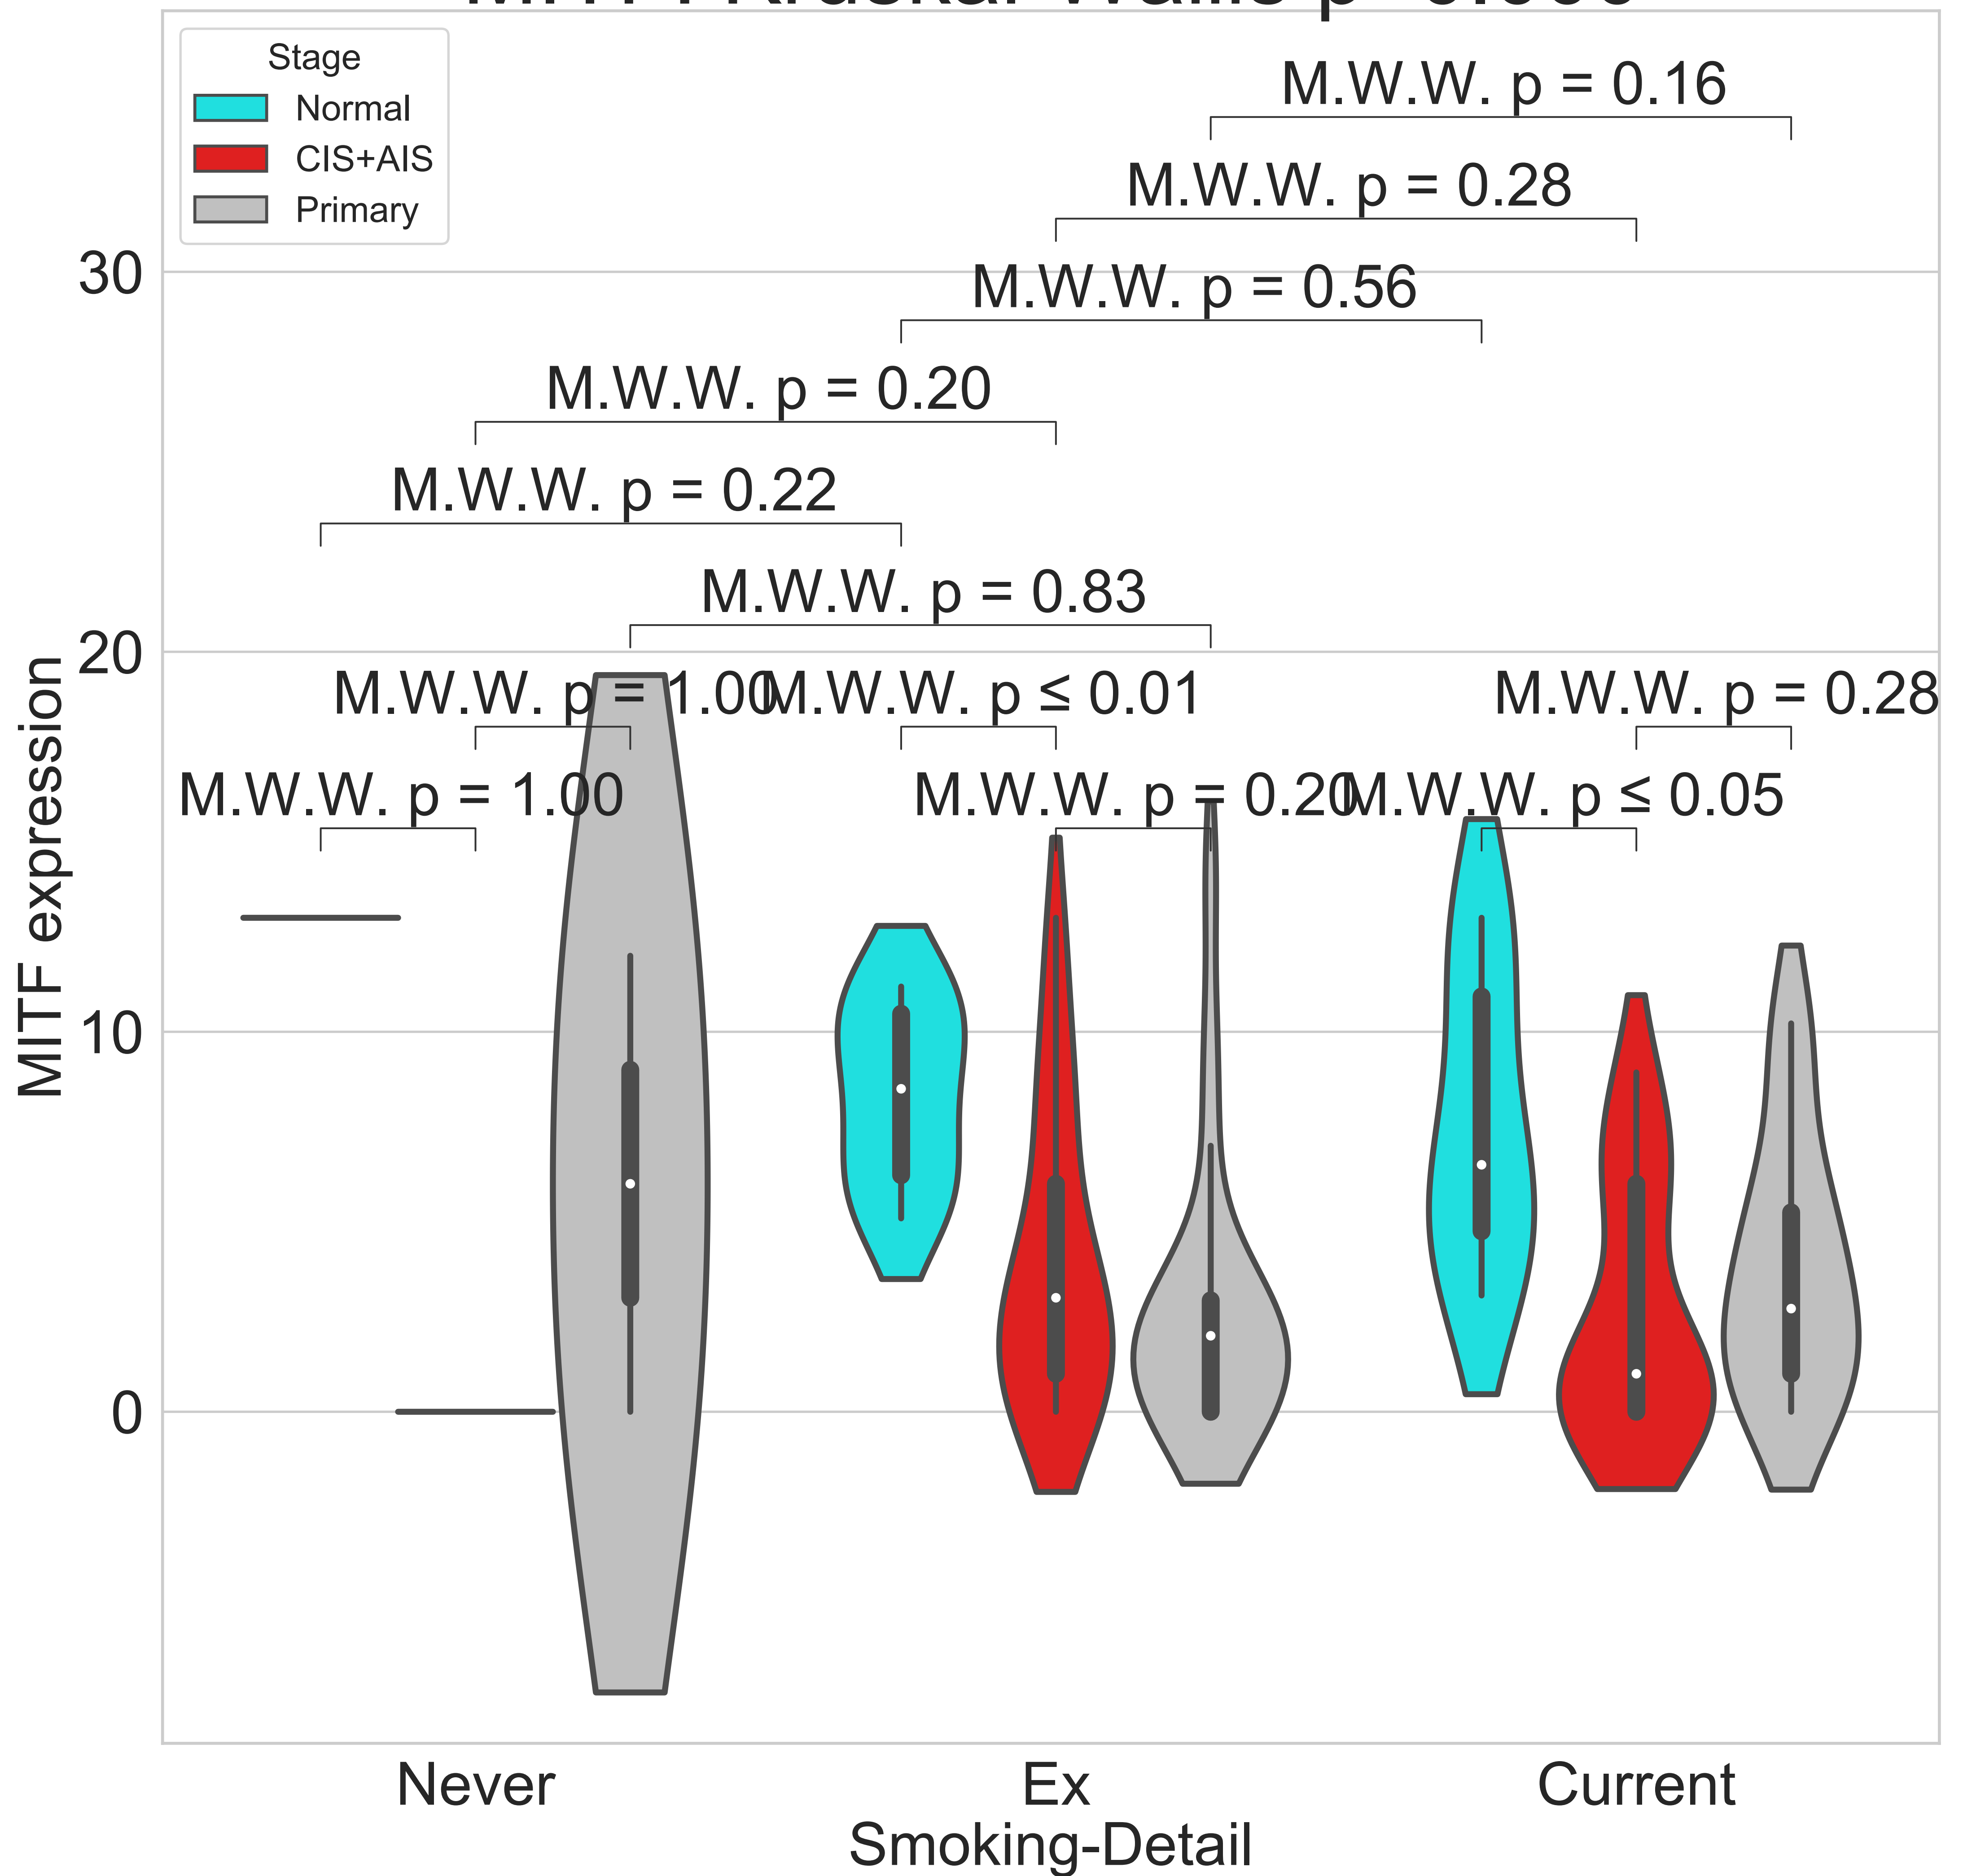 Stage
Normal
CIS+AIS
Primary
M.W.W. p = 0.16
M.W.W. p = 0.28
M.W.W. p = 0.56
M.W.W. p = 0.20
M.W.W. p = 0.22
M.W.W. p = 0.83
M.W.W. p = 1.00
M.W.W. p ≤ 0.01
M.W.W. p = 0.28
M.W.W. p = 1.00
M.W.W. p = 0.20
M.W.W. p ≤ 0.05
30
20
10
0
MITF expression
Never
Ex
Current
Smoking-Detail